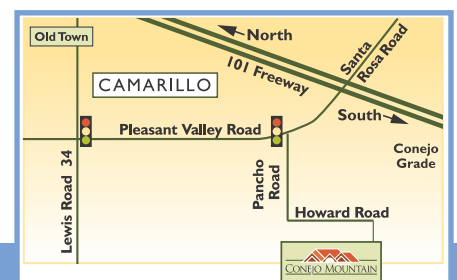 Old Town
North
101 Freeway
Santa
Rosa Road
CAMARILLO
South
Pleasant Valley Road
Conejo
Grade
Lewis Road 34
Pancho
Road
Howard Road
CONEJO MOUNTAIN